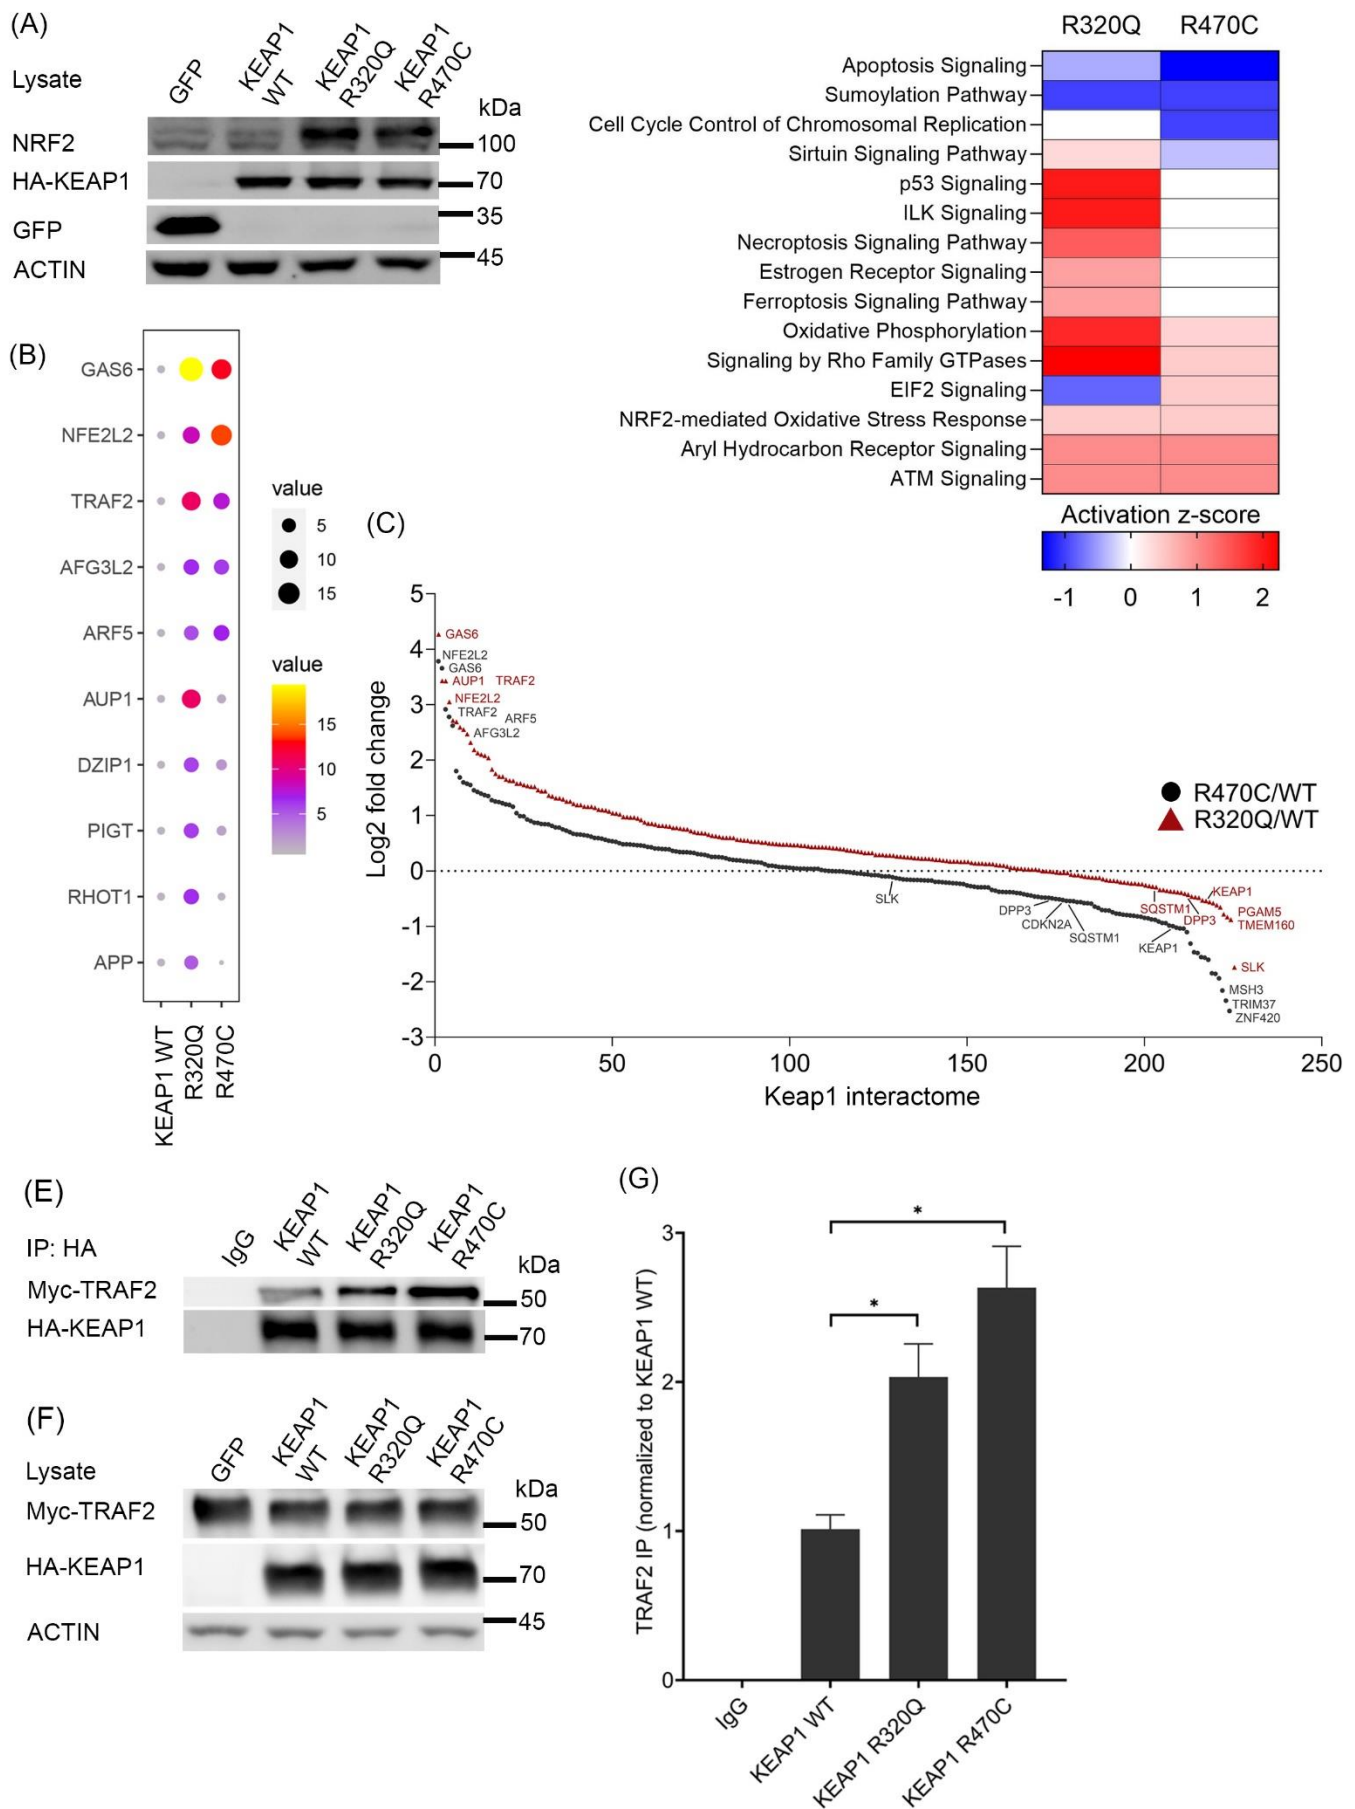 (A)
Lysate
GFP
KEAP1
WT
KEAP1
R320Q
KEAP1
R470C
kDa
NRF2
100
HA-KEAP1
70
GFP
35
ACTIN
45
R320Q
R470C
Apoptosis Signaling
Sumoylation Pathway
Cell Cycle Control of Chromosomal Replication
Sirtuin Signaling Pathway
p53 Signaling
ILK Signaling
Necroptosis Signaling Pathway
Estrogen Receptor Signaling
Ferroptosis Signaling Pathway
Oxidative Phosphorylation
Signaling by Rho Family GTPases
EIF2 Signaling
NRF2-mediated Oxidative Stress Response
Aryl Hydrocarbon Receptor Signaling
ATM Signaling
Activation z-score
-1 0 1 2
(B)
GAS6
NFE2L2
TRAF2
AFG3L2
ARF5
AUP1
DZIP1
PIGT
RHOT1
APP
KEAP1 WT
R320Q
R470C
value
5
10
15
value
15
10
5
(C)
Log2 fold change
5
4
3
2
1
0
-1
-2
-3
GAS6
NFE2L2
GAS6
AUP1 TRAF2
NFE2L2
TRAF2 ARF5
AFG3L2
R470C/WT
R320Q/WT
SLK
DPP3
CDKN2A
SQSTM1
KEAP1
SQSTM1
DPP3
KEAP1
PGAM5
TMEM160
SLK
MSH3
TRIM37
ZNF420
0 50 100 150 200 250
Keap1 interactome
(E)
IP: HA
IgG
KEAP1
WT
KEAP1
R320Q
KEAP1
R470C
kDa
Myc-TRAF2
50
HA-KEAP1
70
(F)
Lysate
GFP
KEAP1
WT
KEAP1
R320Q
KEAP1
R470C
kDa
Myc-TRAF2
50
HA-KEAP1
70
ACTIN
45
(G)
TRAF2 IP (normalized to KEAP1 WT)
3
2
1
0
*
*
IgG
KEAP1 WT
KEAP1 R320Q
KEAP1 R470C